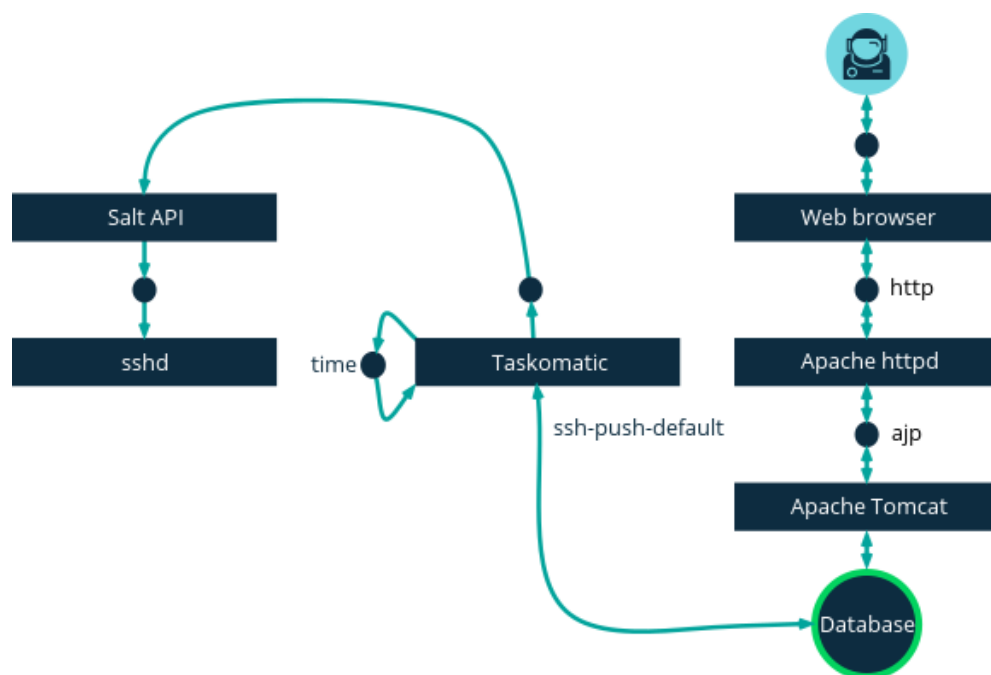 Salt API
Web browser
http
sshd
time
Taskomatic
Apache httpd
ssh-push-default
ajp
Apache Tomcat
Database